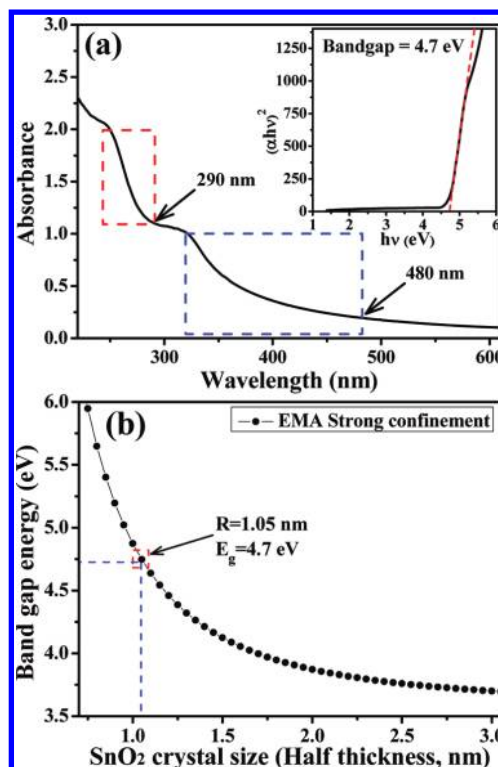 (a)
Bandgap = 4.7 eV
(αhν)²
1250
1000
750
500
250
0
1 2 3 4 5 6
hν (eV)
290 nm
480 nm
Absorbance
2.5
2.0
1.5
1.0
0.5
0.0
300 400 500 600
Wavelength (nm)
(b)
EMA Strong confinement
R=1.05 nm
Eg=4.7 eV
Band gap energy (eV)
6.0
5.5
5.0
4.5
4.0
3.5
1.0 1.5 2.0 2.5 3.0
SnO₂ crystal size (Half thickness, nm)